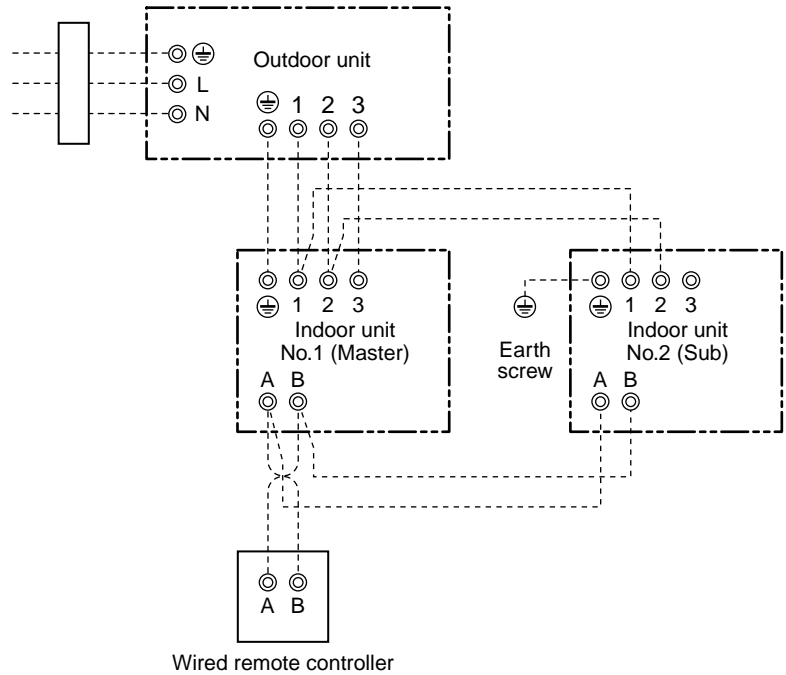 Outdoor unit
L
N
1 2 3
1 2 3
Indoor unit
No.1 (Master)
A B
Earth
screw
1 2 3
Indoor unit
No.2 (Sub)
A B
A B
Wired remote controller